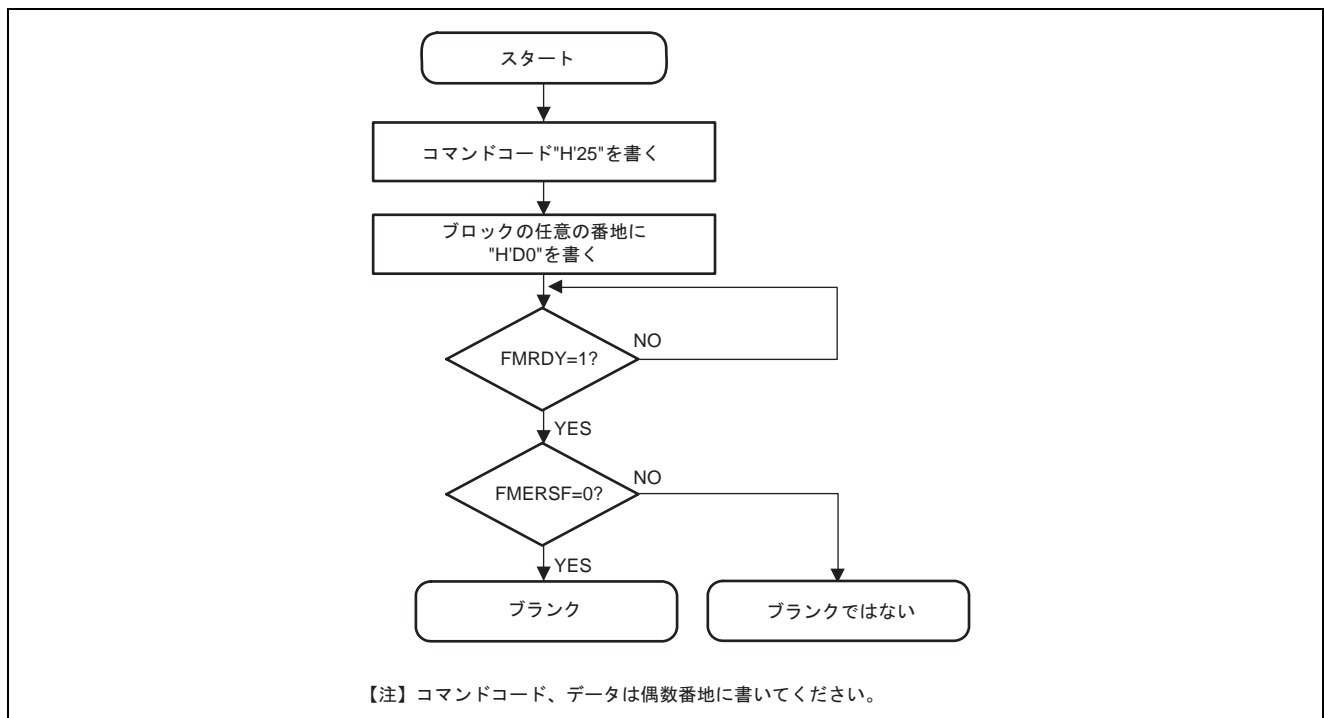 スタート
コマンドコード"H'25"を書く
ブロックの任意の番地に
"H'D0"を書く
FMRDY=1?
NO
YES
FMERSF=0?
NO
YES
ブランク
ブランクではない
【注】コマンドコード、データは偶数番地に書いてください。